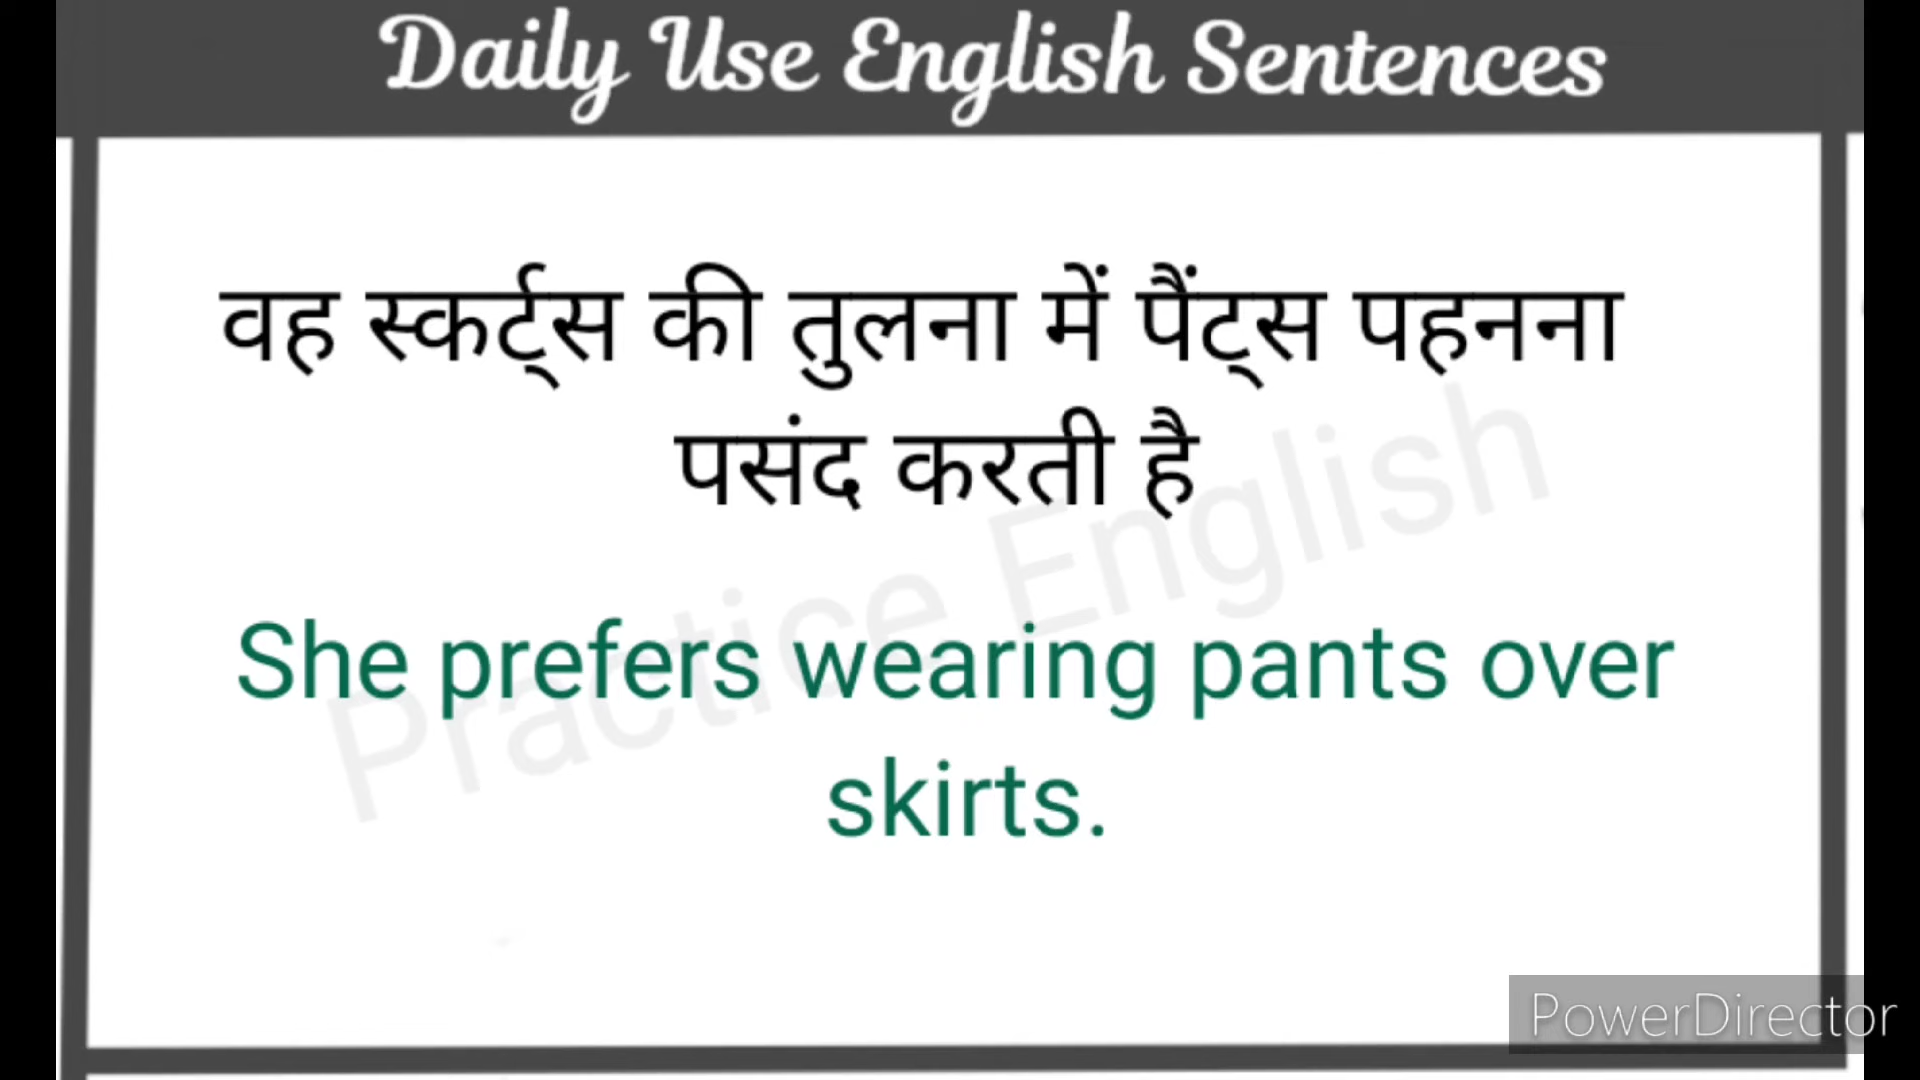 Daily Use English Sentences
वह स्कर्ट्स की तुलना में पैंट्स पहनना
पसंद करती है
Practice English
She prefers wearing pants over
skirts.
PowerDirector